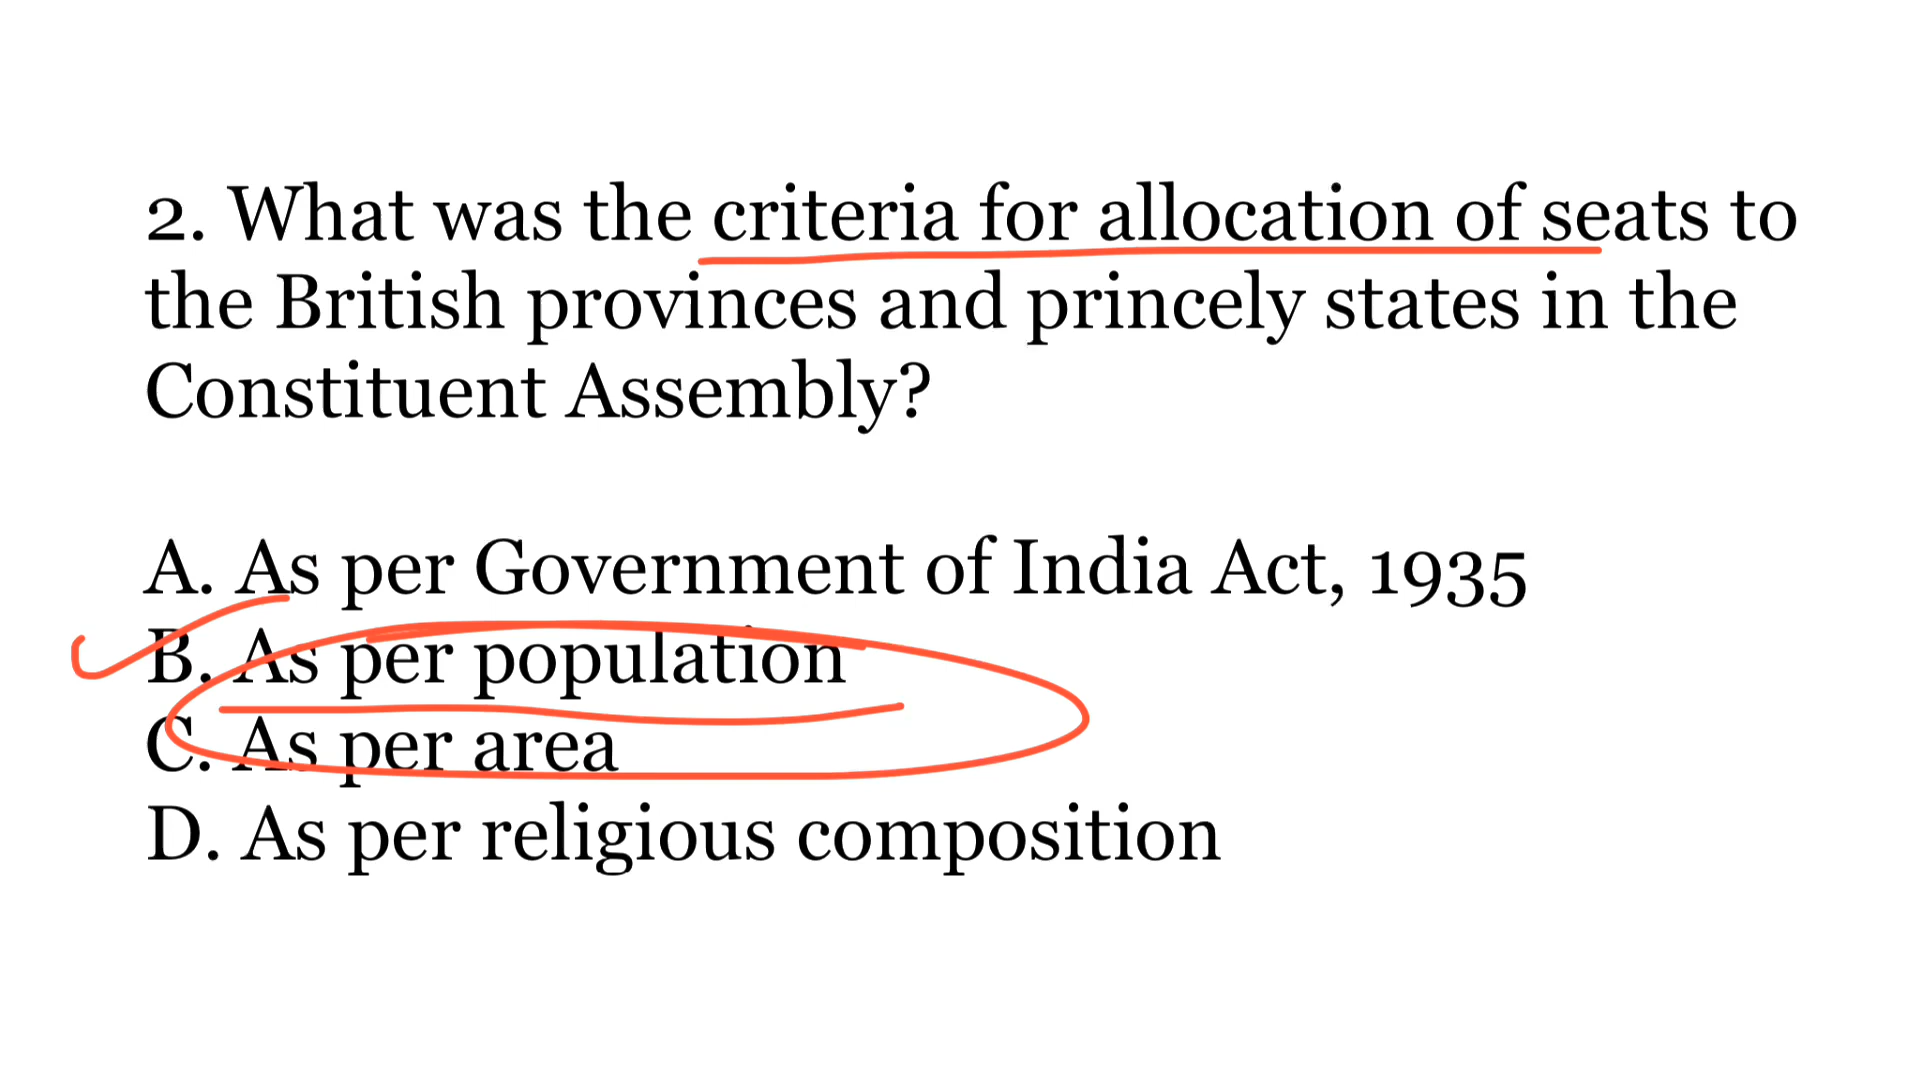 2. What was the criteria for allocation of seats to
the British provinces and princely states in the
Constituent Assembly?
A. As per Government of India Act, 1935
B. As per population
C. As per area
D. As per religious composition